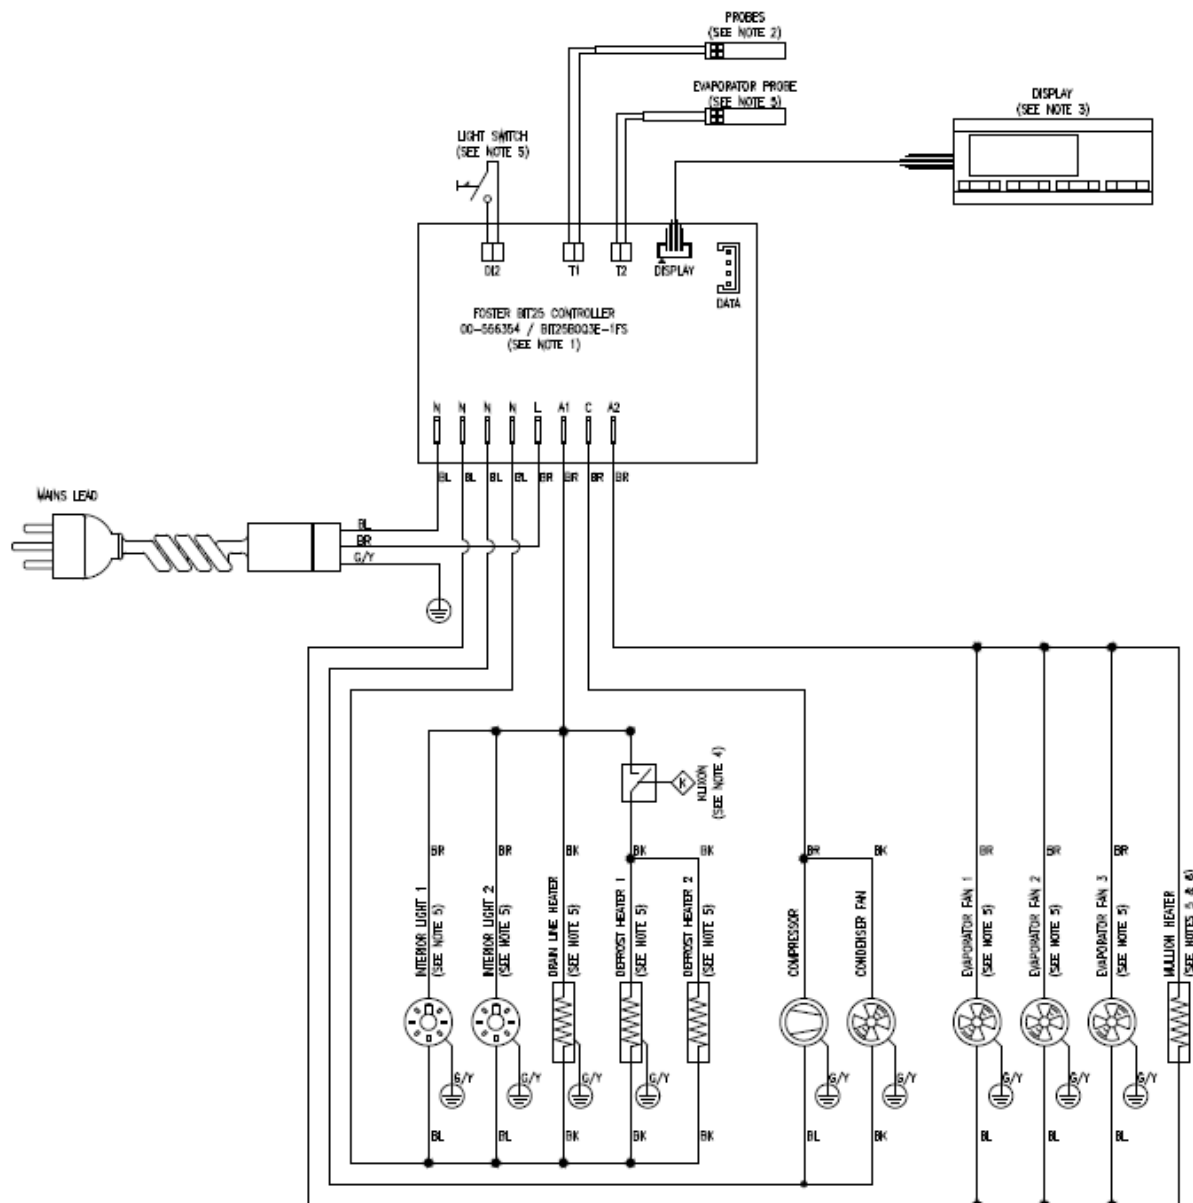 PROBES
(SEE NOTE 2)
EVAPORATOR PROBE
(SEE NOTE 5)
DISPLAY
(SEE NOTE 3)
LIGHT SWITCH
(SEE NOTE 5)
DI2
T1
T2
DISPLAY
DATA
FOSTER BIT25 CONTROLLER
00-556354 / BIT25B0Q3E-1FS
(SEE NOTE 1)
N N N N L A1 C A2
BL BL BL BL BR BR BR BR
MAINS LEAD
BL
BR
G/Y
K
KLIXON
(SEE NOTE 4)
BR BR BK BK BK BR BK BR BR BR
INTERIOR LIGHT 1
(SEE NOTE 5)
INTERIOR LIGHT 2
(SEE NOTE 5)
DRAIN LINE HEATER
(SEE NOTE 5)
DEFROST HEATER 1
(SEE NOTE 5)
DEFROST HEATER 2
(SEE NOTE 5)
COMPRESSOR
CONDENSER FAN
EVAPORATOR FAN 1
(SEE NOTE 5)
EVAPORATOR FAN 2
(SEE NOTE 5)
EVAPORATOR FAN 3
(SEE NOTE 5)
MULLION HEATER
(SEE NOTES 5 & 6)
G/Y G/Y G/Y G/Y G/Y G/Y G/Y G/Y G/Y
BL BL BK BK BK BL BK BL BL BL